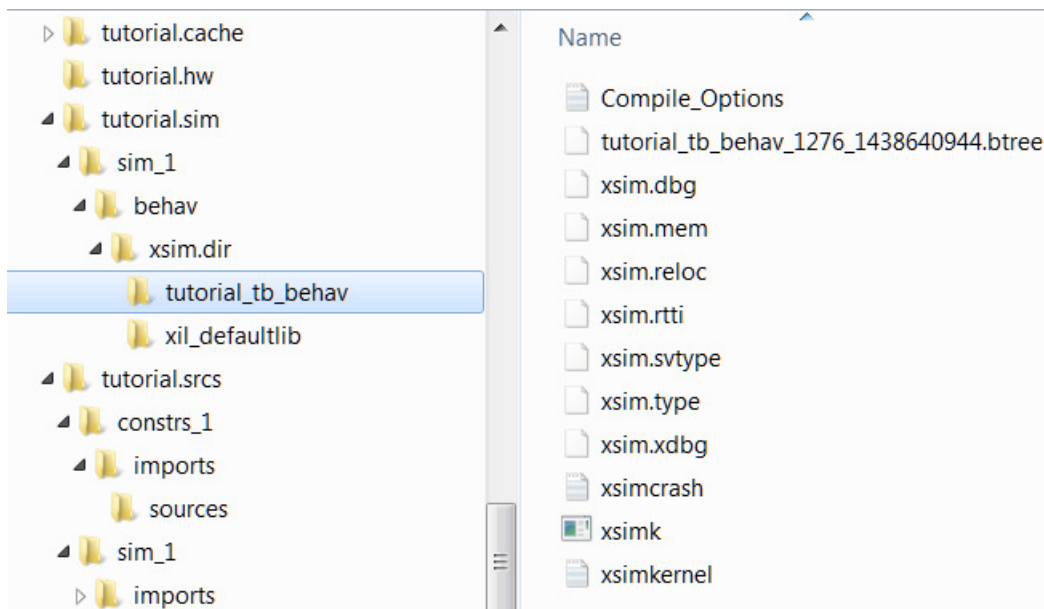 tutorial.cache
tutorial.hw
tutorial.sim
sim_1
behav
xsim.dir
tutorial_tb_behav
xil_defaultlib
tutorial.srcs
constrs_1
imports
sources
sim_1
imports
Name
Compile_Options
tutorial_tb_behav_1276_1438640944.btree
xsim.dbg
xsim.mem
xsim.reloc
xsim.rtti
xsim.svtype
xsim.type
xsim.xdbg
xsimcrash
xsimk
xsimkernel